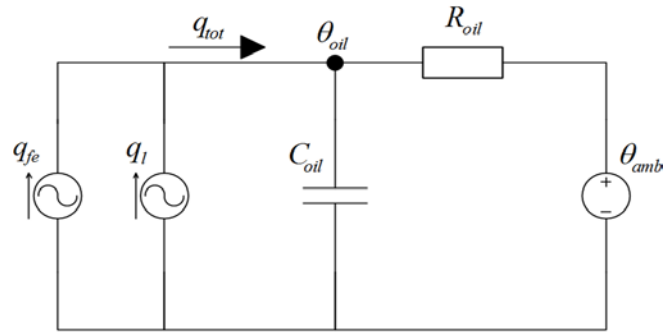 q_tot
θ_oil
R_oil
q_fe
q_l
C_oil
θ_amb
+
−